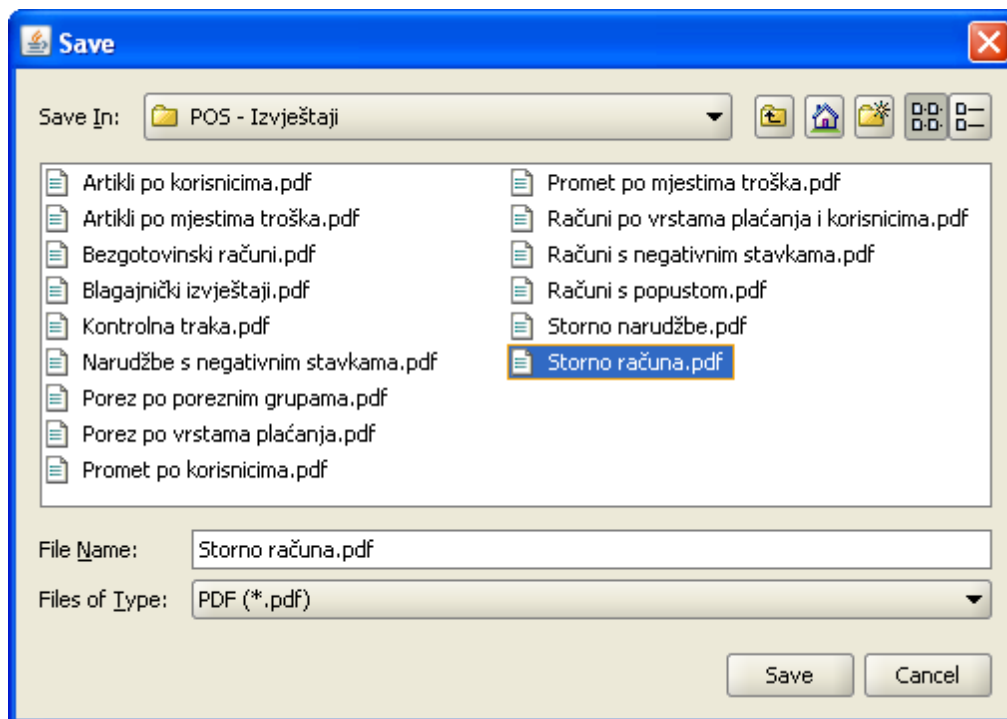 Save
Save In:
POS - Izvještaji
Artikli po korisnicima.pdf
Artikli po mjestima troška.pdf
Bezgotovinski računi.pdf
Blagajnički izvještaji.pdf
Kontrolna traka.pdf
Narudžbe s negativnim stavkama.pdf
Porez po poreznim grupama.pdf
Porez po vrstama plaćanja.pdf
Promet po korisnicima.pdf
Promet po mjestima troška.pdf
Računi po vrstama plaćanja i korisnicima.pdf
Računi s negativnim stavkama.pdf
Računi s popustom.pdf
Storno narudžbe.pdf
Storno računa.pdf
File Name:
Storno računa.pdf
Files of Type:
PDF (*.pdf)
Save
Cancel